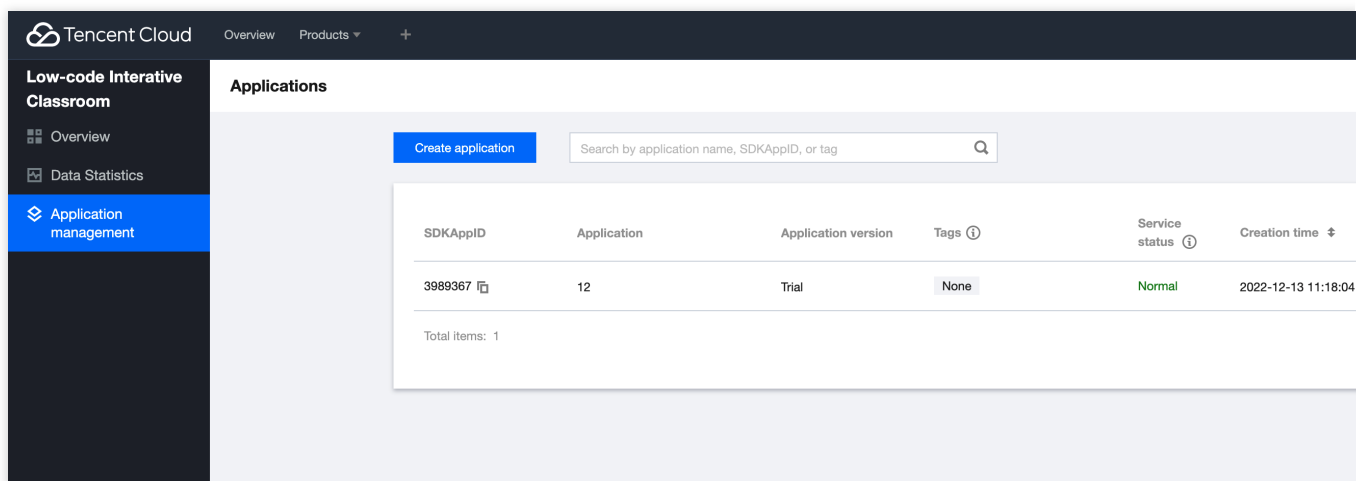 Tencent Cloud Overview Products
Low-code Interative
Classroom
Applications
Overview
Data Statistics
Application
management
Create application
Search by application name, SDKAppID, or tag
SDKAppID Application Application version Tags Service status Creation time
3989367 12 Trial None Normal 2022-12-13 11:18:04
Total items: 1